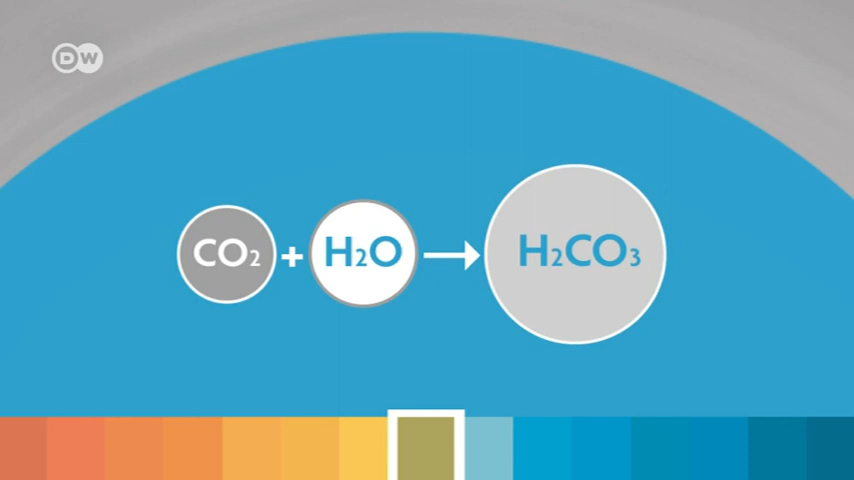 DW
CO₂ + H₂O → H₂CO₃